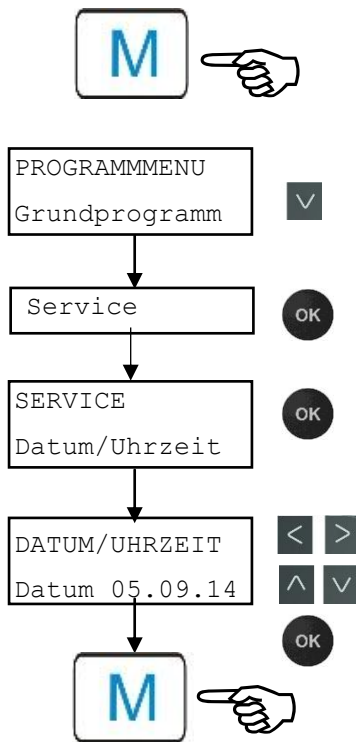 M
PROGRAMMMENU
Grundprogramm
Service
OK
SERVICE
OK
Datum/Uhrzeit
DATUM/UHRZEIT
Datum 05.09.14
OK
M